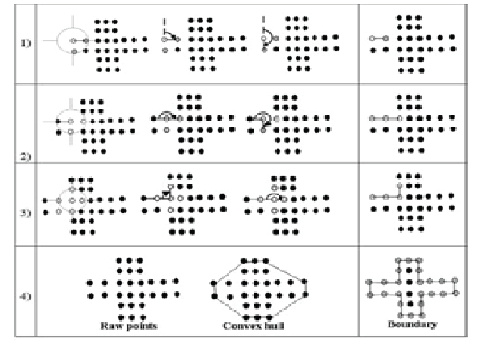 1)
2)
3)
4)
Raw points Convex hull Boundary